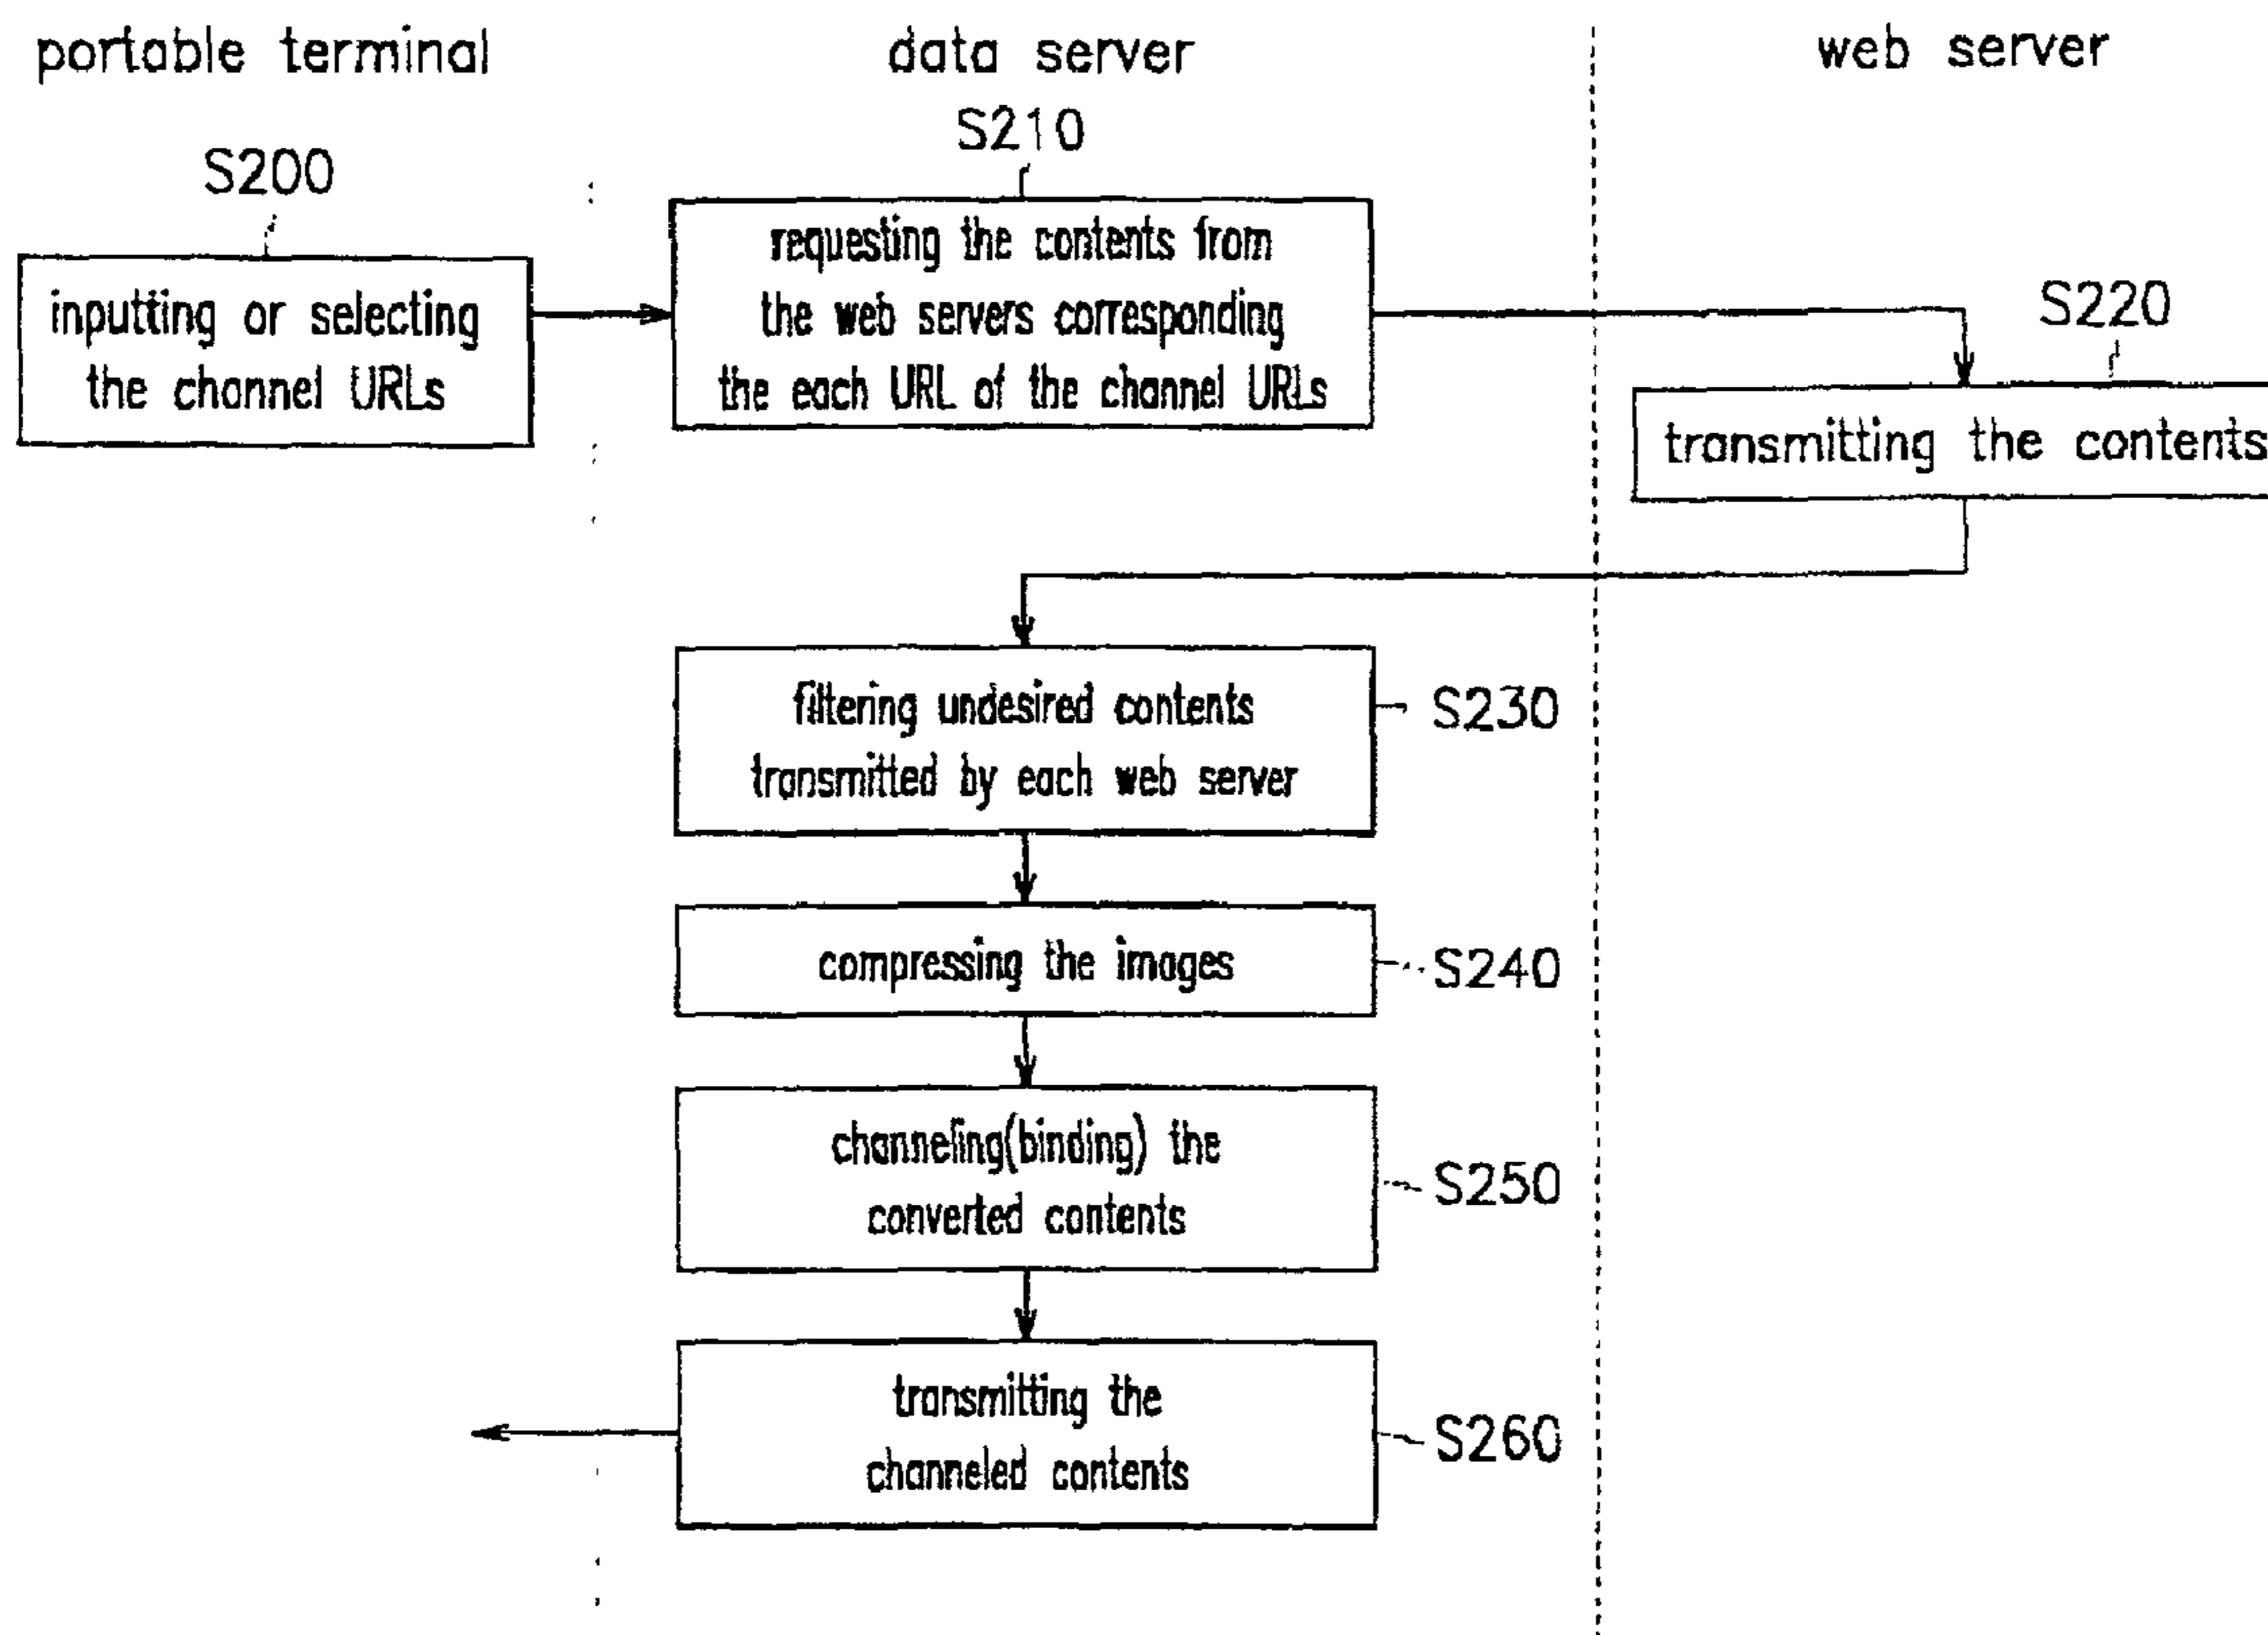 portable terminal
data server
web server
S200
S210
inputting or selecting
the channel URLs
requesting the contents from
the web servers corresponding
the each URL of the channel URLs
S220
transmitting the contents
filtering undesired contents
transmitted by each web server
S230
compressing the images
S240
channeling(binding) the
converted contents
S250
transmitting the
channeled contents
S260